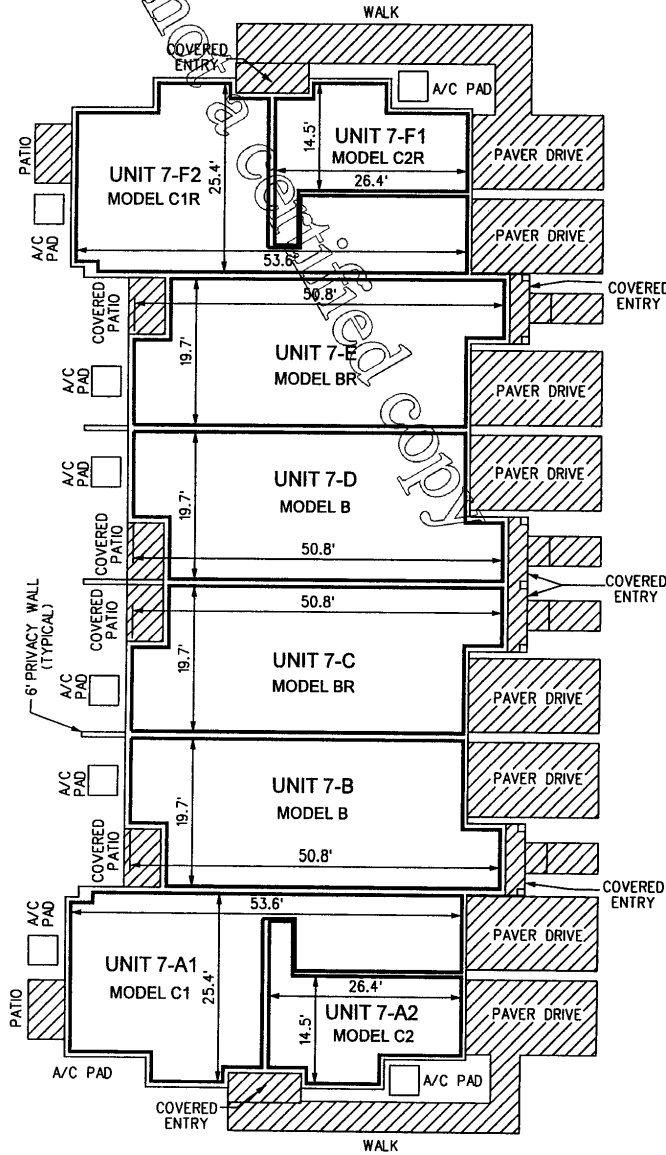 WALK
COVERED
ENTRY
A/C PAD
UNIT 7-F1
MODEL C2R
14.5'
26.4'
PAVER DRIVE
PATIO
UNIT 7-F2
MODEL C1R
25.4'
A/C
PAD
PAVER DRIVE
53.6'
not a certified copy
COVERED
PATIO
50.8'
COVERED
ENTRY
19.7'
UNIT 7-E
MODEL BR
A/C
PAD
PAVER DRIVE
A/C
PAD
19.7'
UNIT 7-D
MODEL B
PAVER DRIVE
COVERED
PATIO
50.8'
COVERED
PATIO
50.8'
COVERED
ENTRY
6' PRIVACY WALL
(TYPICAL)
A/C
PAD
19.7'
UNIT 7-C
MODEL BR
PAVER DRIVE
A/C
PAD
19.7'
UNIT 7-B
MODEL B
PAVER DRIVE
COVERED
PATIO
50.8'
COVERED
ENTRY
53.6'
A/C
PAD
PAVER DRIVE
UNIT 7-A1
MODEL C1
25.4'
PATIO
26.4'
14.5'
UNIT 7-A2
MODEL C2
PAVER DRIVE
A/C PAD
A/C PAD
COVERED
ENTRY
WALK